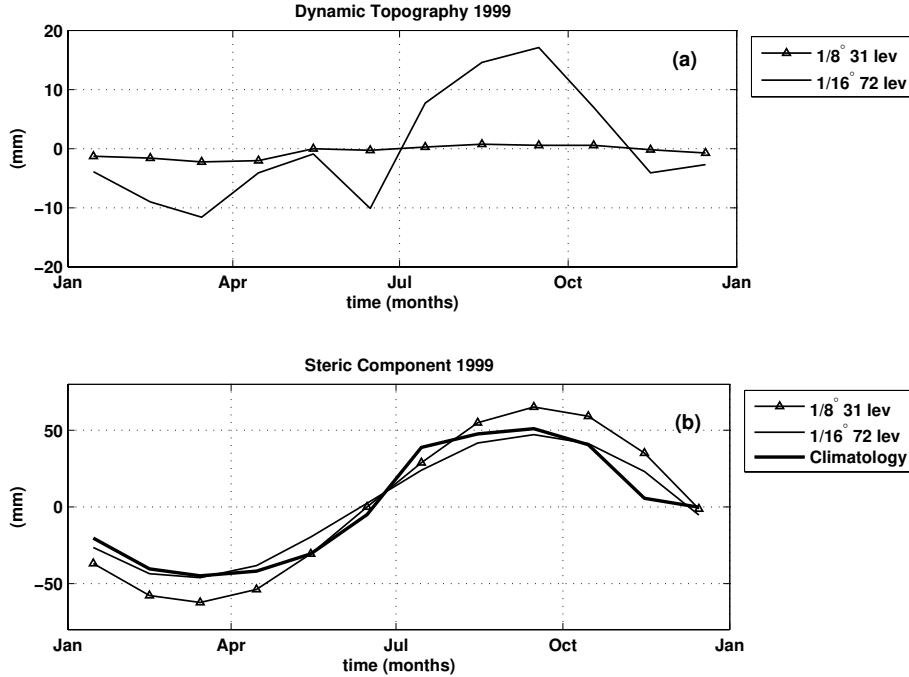 Dynamic Topography 1999
20
10
0
−10
−20
(mm)
(a)
1/8° 31 lev
1/16° 72 lev
Jan Apr Jul Oct Jan
time (months)
Steric Component 1999
50
0
−50
(mm)
(b)
1/8° 31 lev
1/16° 72 lev
Climatology
Jan Apr Jul Oct Jan
time (months)